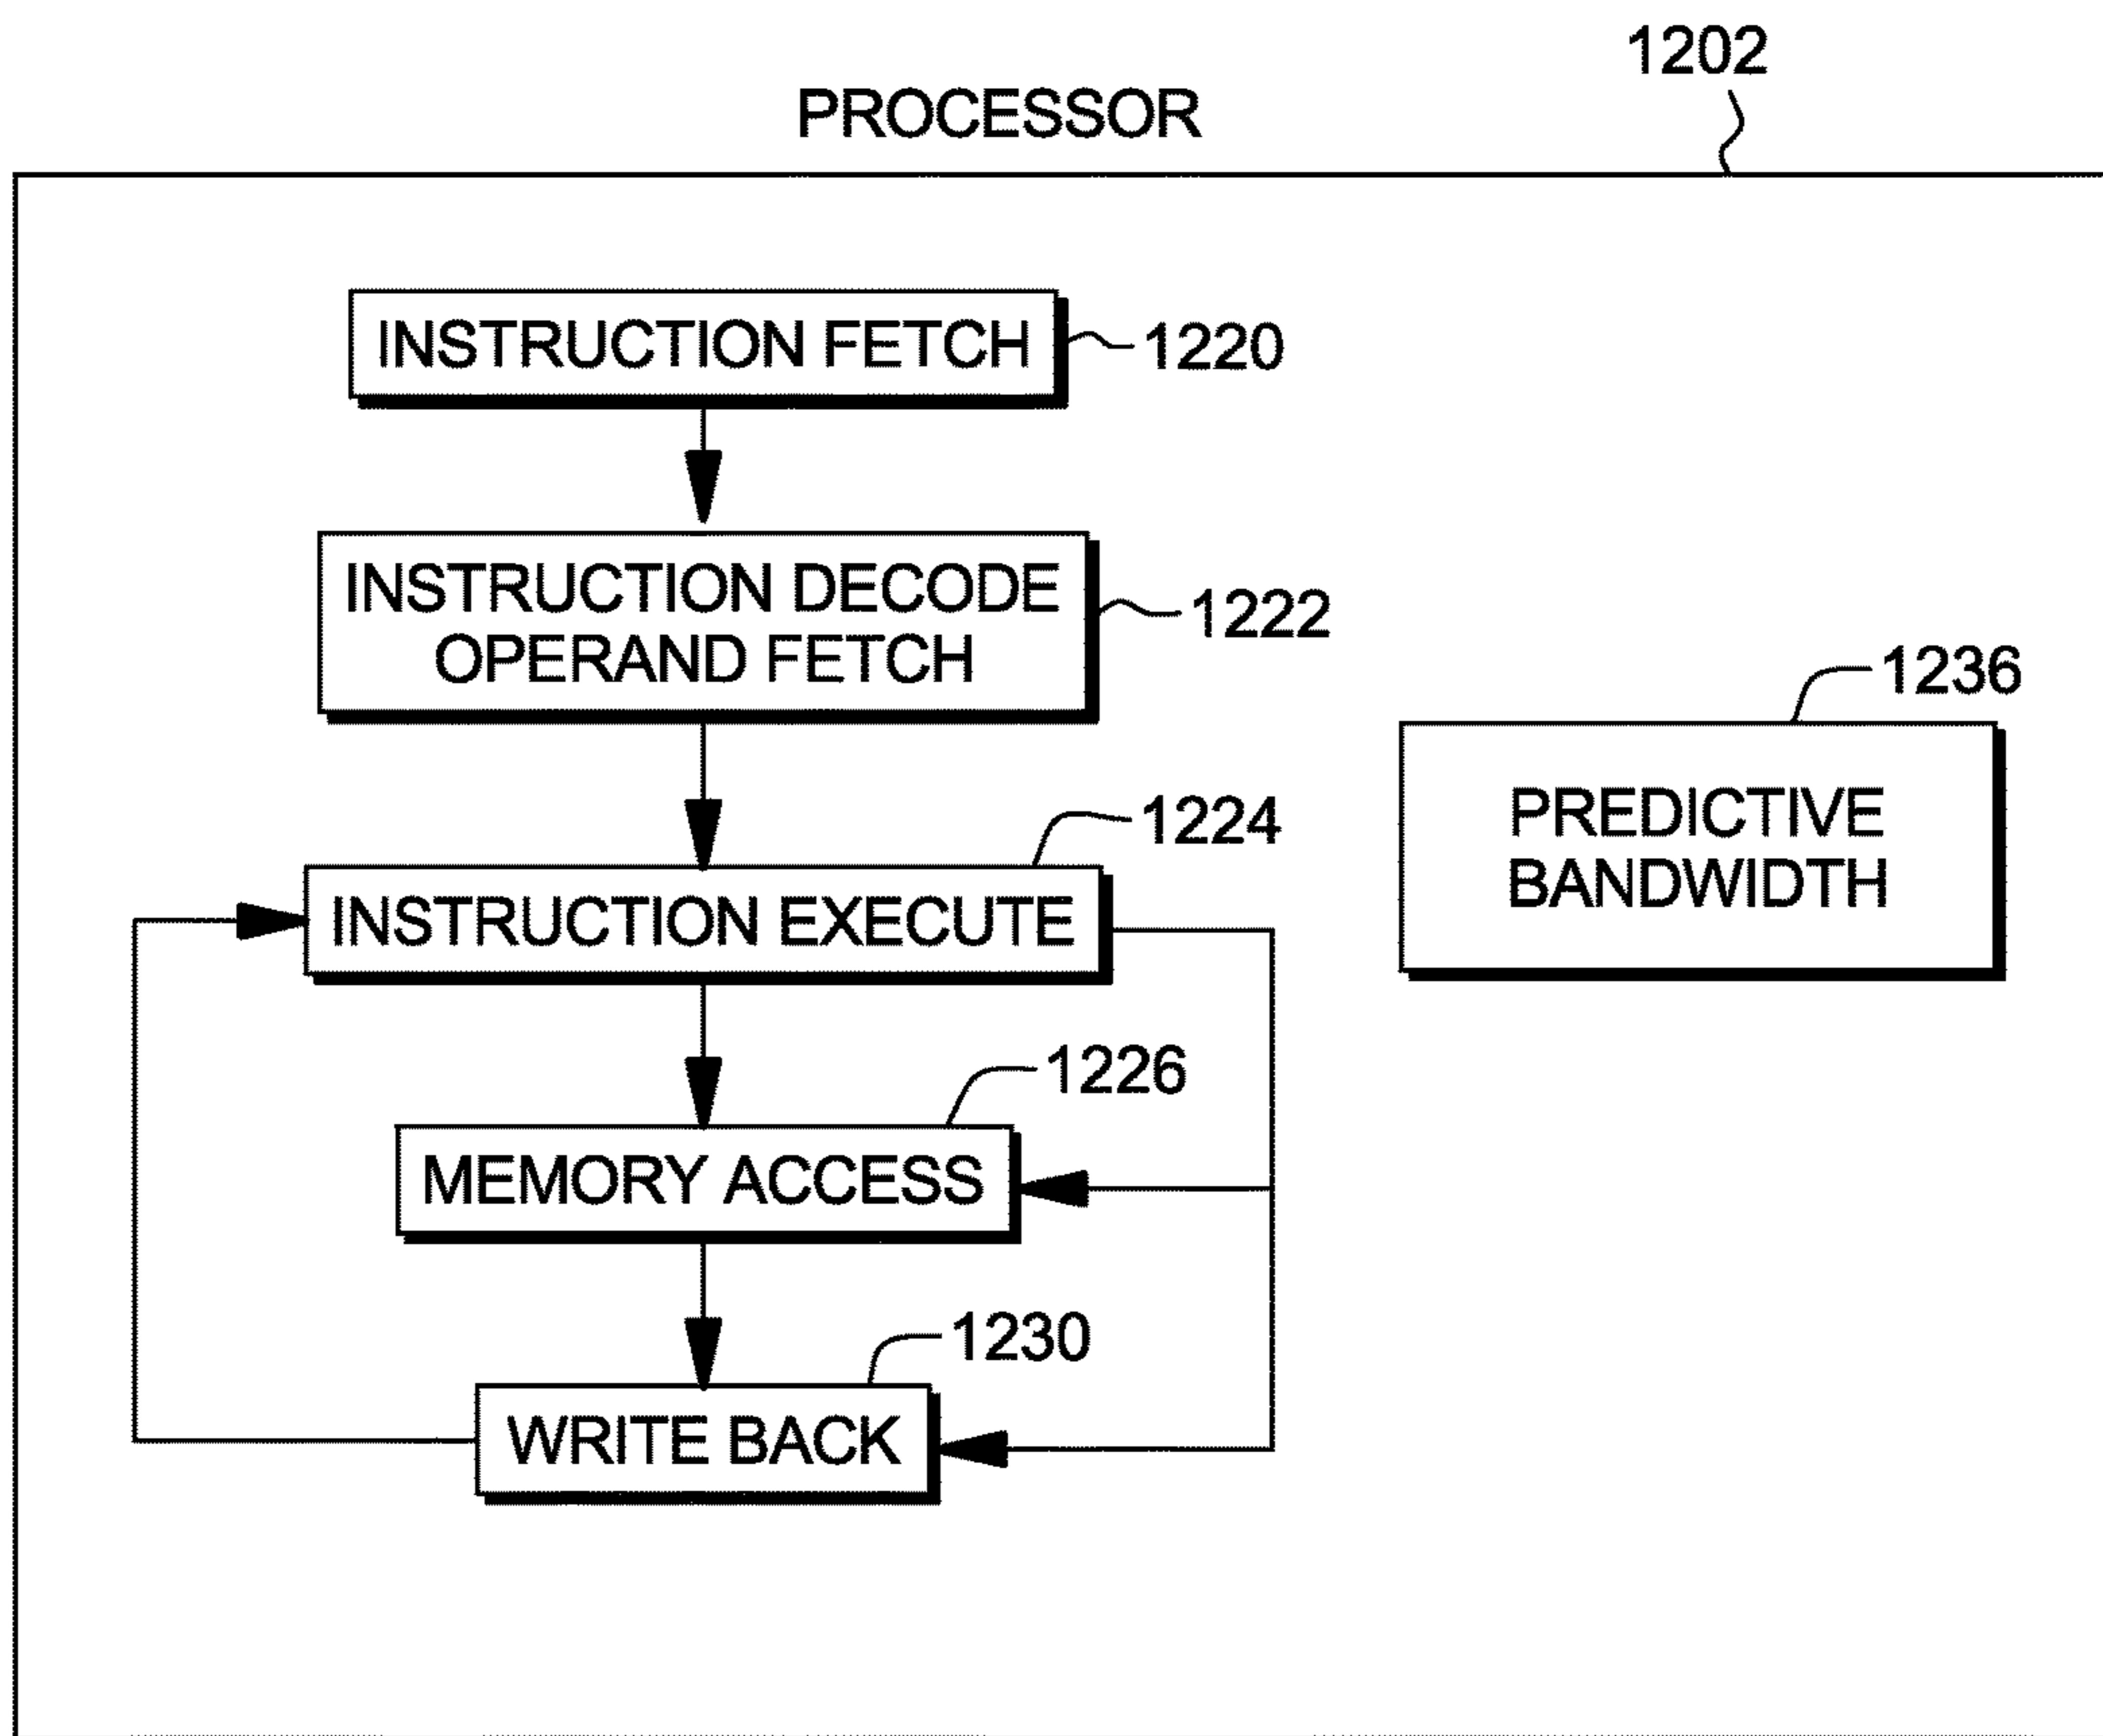 1202
PROCESSOR
INSTRUCTION FETCH
1220
INSTRUCTION DECODE
OPERAND FETCH
1222
1236
PREDICTIVE
BANDWIDTH
1224
INSTRUCTION EXECUTE
1226
MEMORY ACCESS
1230
WRITE BACK